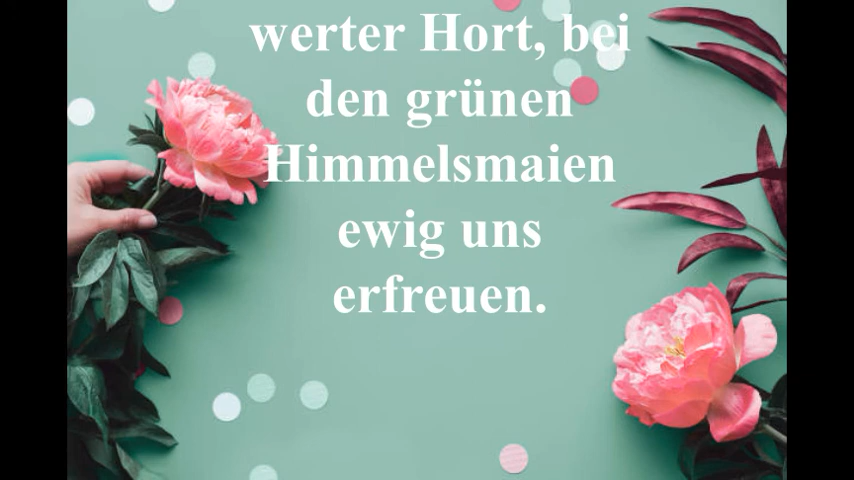 werter Hort, bei
den grünen
Himmelsmaien
ewig uns
erfreuen.